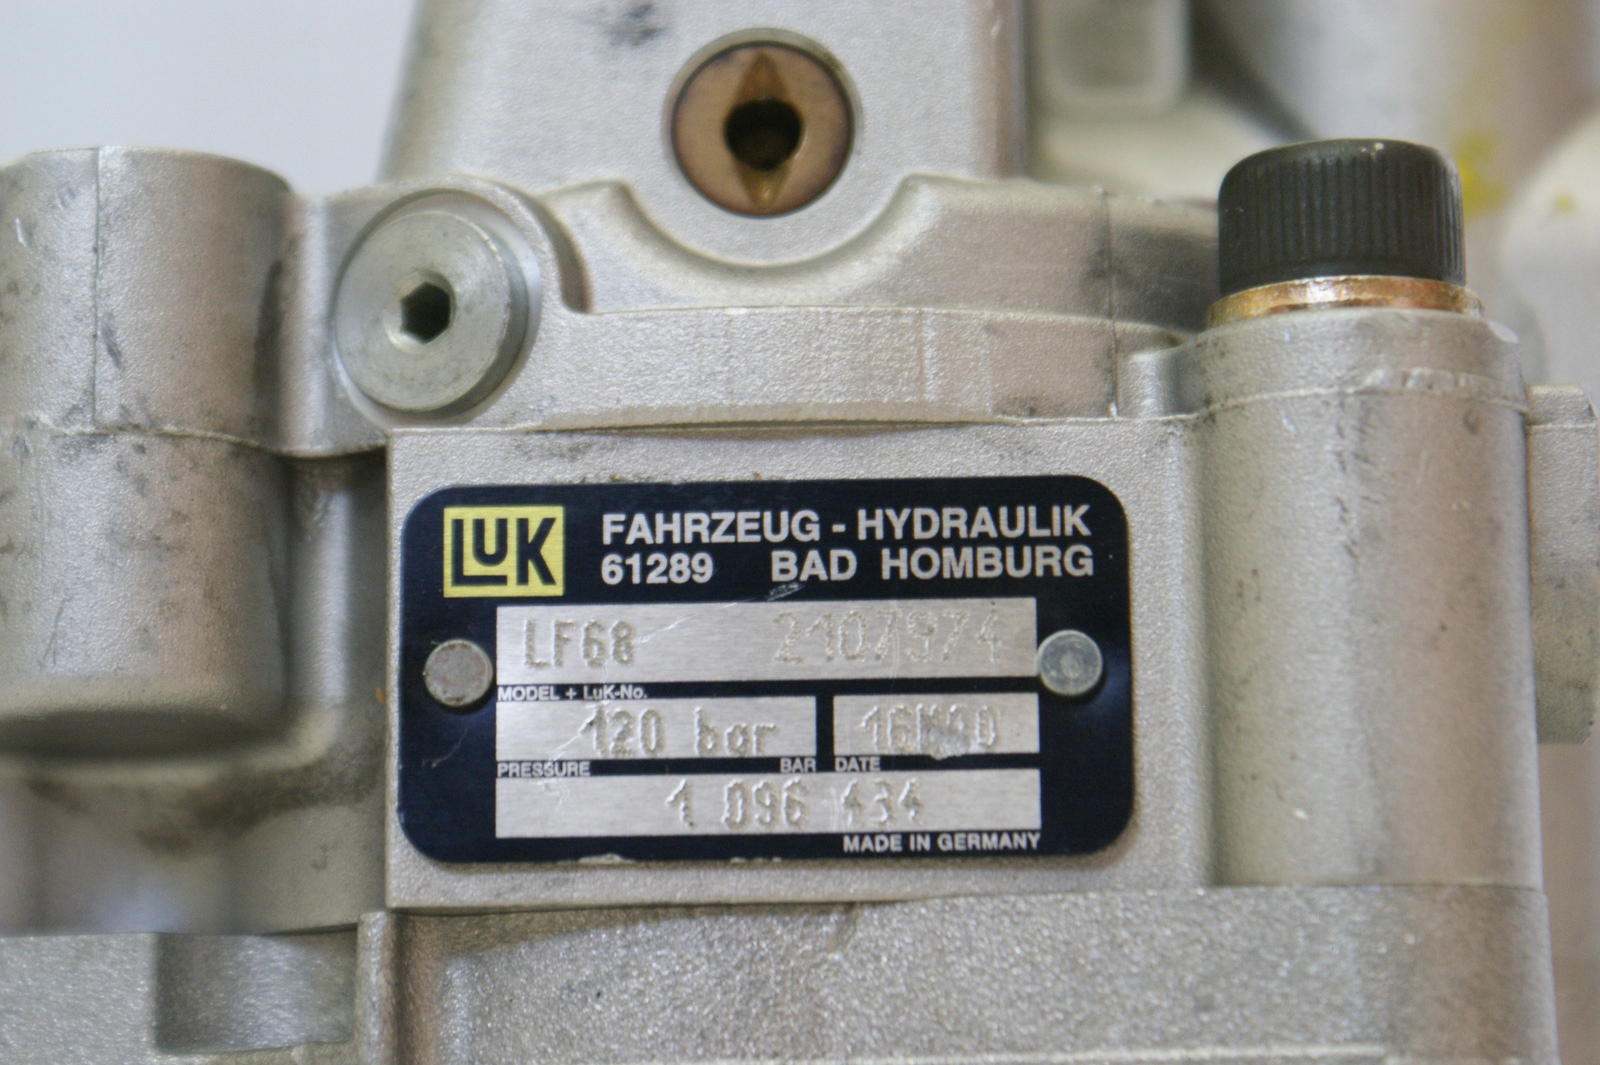 LUK
FAHRZEUG - HYDRAULIK
61289 BAD HOMBURG
LF68 2107974
MODEL + LuK-No.
120 bar
PRESSURE BAR DATE
1 096 434
MADE IN GERMANY